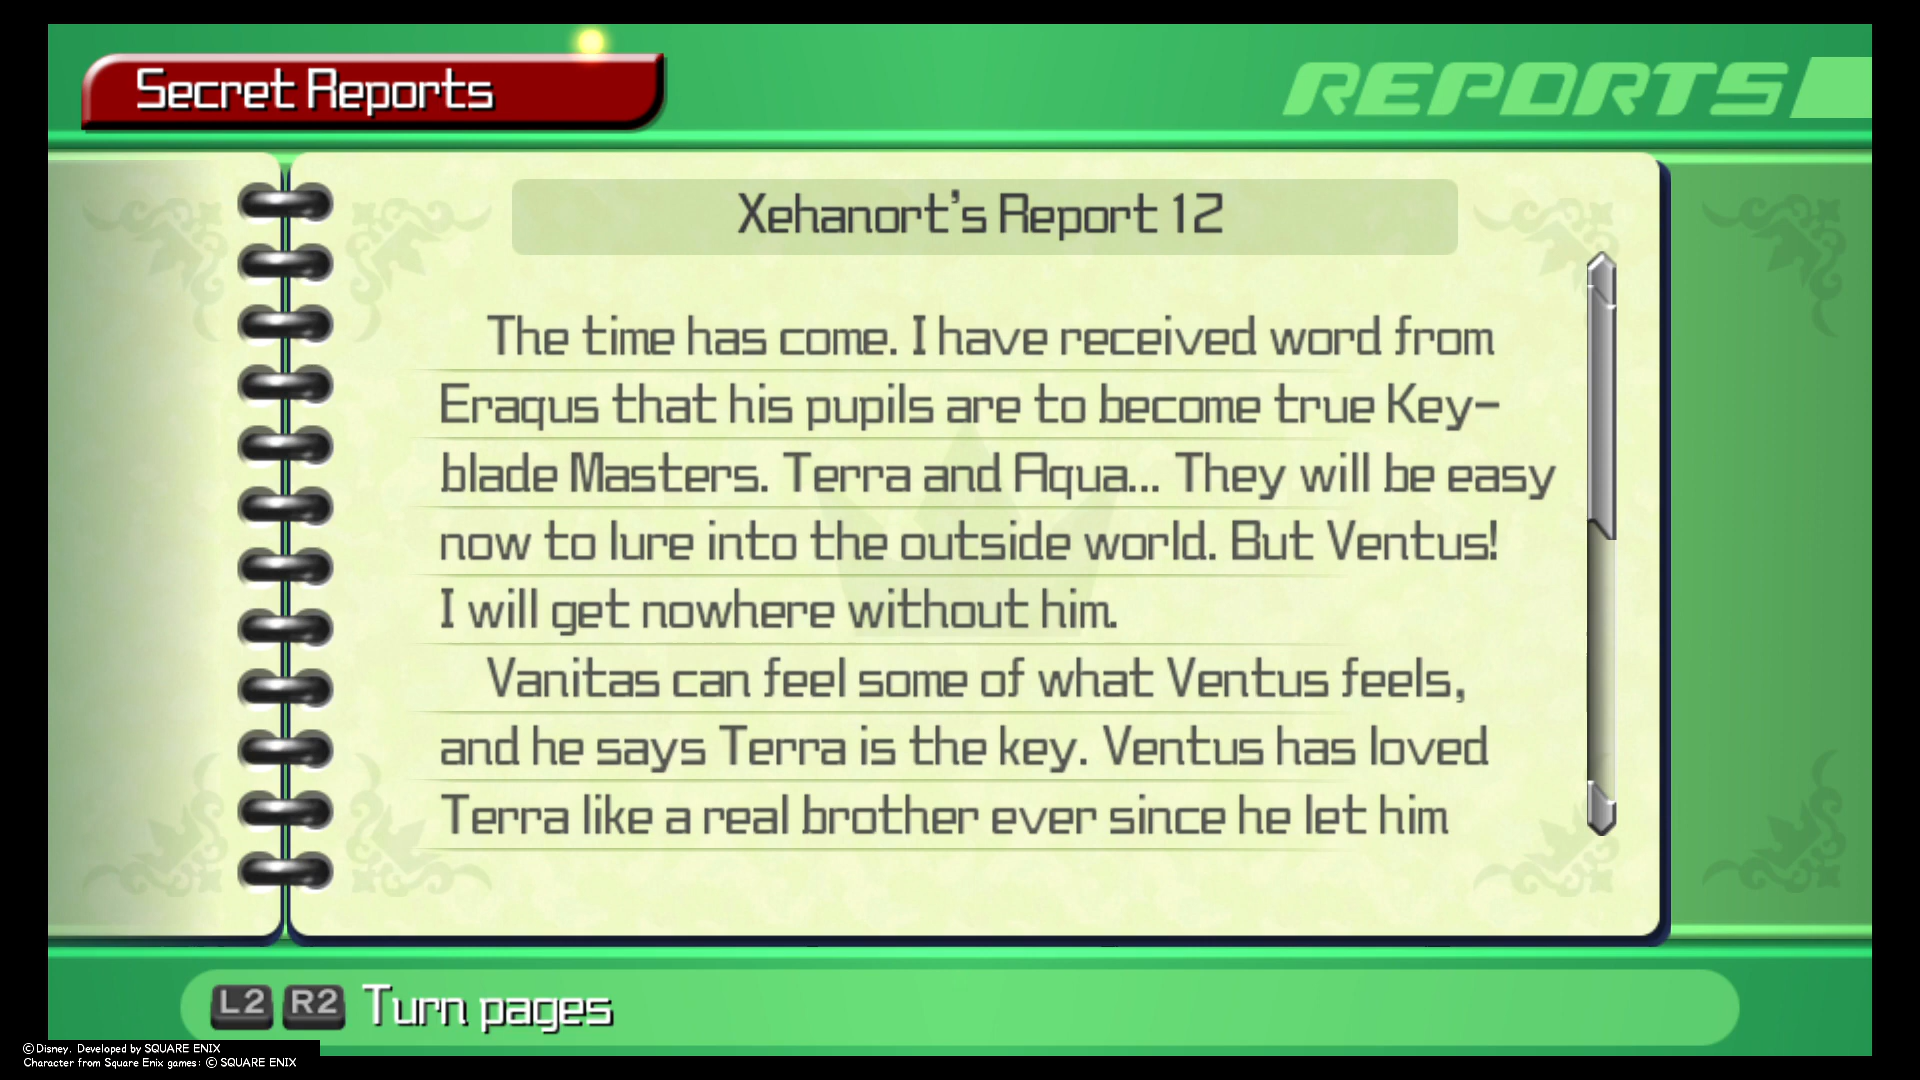 Secret Reports
REPORTS
Xehanort's Report 12
The time has come. I have received word from
Eraqus that his pupils are to become true Key-
blade Masters. Terra and Aqua... They will be easy
now to lure into the outside world. But Ventus!
I will get nowhere without him.
Vanitas can feel some of what Ventus feels,
and he says Terra is the key. Ventus has loved
Terra like a real brother ever since he let him
L2 R2 Turn pages
©Disney. Developed by SQUARE ENIX
Character from Square Enix games: © SQUARE ENIX